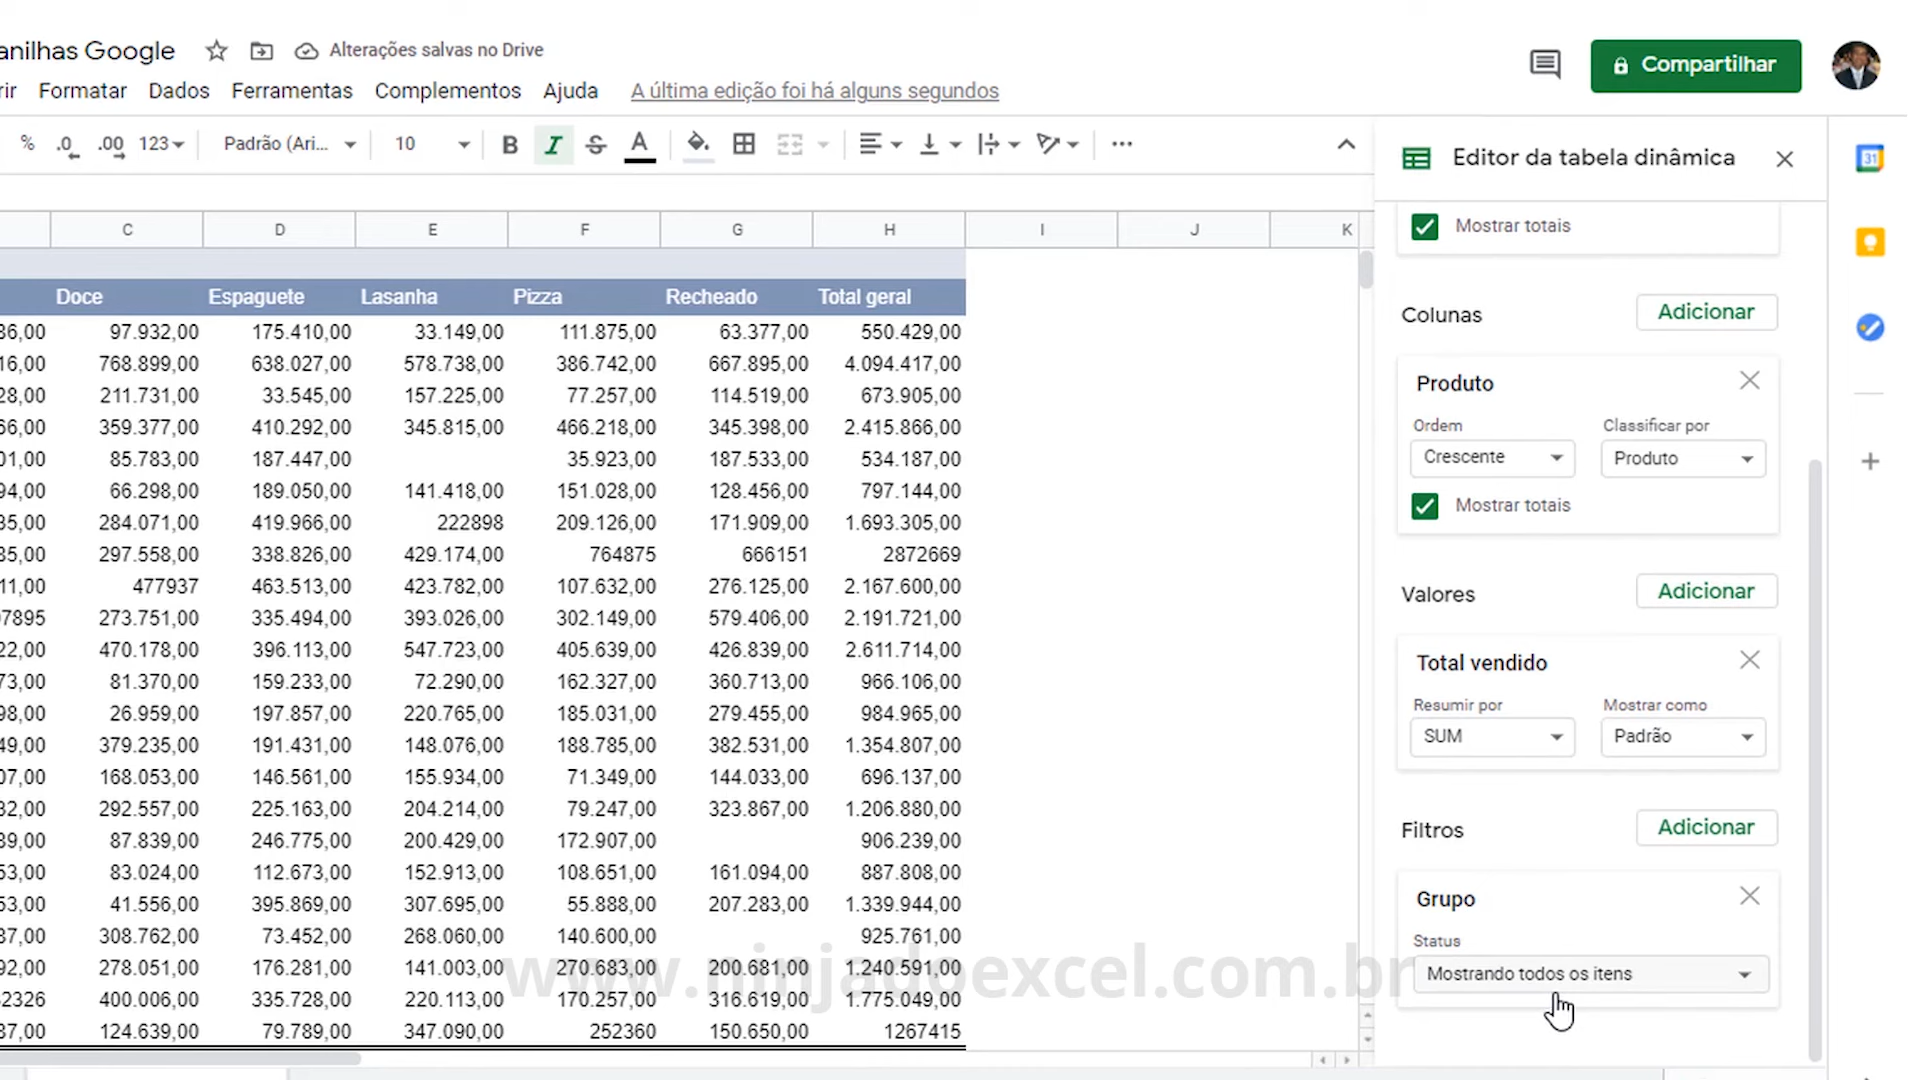 anilhas Google
Alterações salvas no Drive
Compartilhar
rir Formatar Dados Ferramentas Complementos Ajuda A última edição foi há alguns segundos
% .0 .00 123 Padrão (Ari... 10 B I S A
Editor da tabela dinâmica
31
C D E F G H I J K
Mostrar totais
Doce Espaguete Lasanha Pizza Recheado Total geral
36,00 97.932,00 175.410,00 33.149,00 111.875,00 63.377,00 550.429,00
16,00 768.899,00 638.027,00 578.738,00 386.742,00 667.895,00 4.094.417,00
28,00 211.731,00 33.545,00 157.225,00 77.257,00 114.519,00 673.905,00
66,00 359.377,00 410.292,00 345.815,00 466.218,00 345.398,00 2.415.866,00
01,00 85.783,00 187.447,00 35.923,00 187.533,00 534.187,00
94,00 66.298,00 189.050,00 141.418,00 151.028,00 128.456,00 797.144,00
35,00 284.071,00 419.966,00 222898 209.126,00 171.909,00 1.693.305,00
35,00 297.558,00 338.826,00 429.174,00 764875 666151 2872669
11,00 477937 463.513,00 423.782,00 107.632,00 276.125,00 2.167.600,00
07895 273.751,00 335.494,00 393.026,00 302.149,00 579.406,00 2.191.721,00
22,00 470.178,00 396.113,00 547.723,00 405.639,00 426.839,00 2.611.714,00
73,00 81.370,00 159.233,00 72.290,00 162.327,00 360.713,00 966.106,00
98,00 26.959,00 197.857,00 220.765,00 185.031,00 279.455,00 984.965,00
49,00 379.235,00 191.431,00 148.076,00 188.785,00 382.531,00 1.354.807,00
07,00 168.053,00 146.561,00 155.934,00 71.349,00 144.033,00 696.137,00
32,00 292.557,00 225.163,00 204.214,00 79.247,00 323.867,00 1.206.880,00
39,00 87.839,00 246.775,00 200.429,00 172.907,00 906.239,00
53,00 83.024,00 112.673,00 152.913,00 108.651,00 161.094,00 887.808,00
53,00 41.556,00 395.869,00 307.695,00 55.888,00 207.283,00 1.339.944,00
37,00 308.762,00 73.452,00 268.060,00 140.600,00 925.761,00
92,00 278.051,00 176.281,00 141.003,00 270.683,00 200.681,00 1.240.591,00
52326 400.006,00 335.728,00 220.113,00 170.257,00 316.619,00 1.775.049,00
37,00 124.639,00 79.789,00 347.090,00 252360 150.650,00 1267415
www.ninjadoexcel.com.br
Colunas Adicionar
Produto
Ordem Classificar por
Crescente Produto
Mostrar totais
Valores Adicionar
Total vendido
Resumir por Mostrar como
SUM Padrão
Filtros Adicionar
Grupo
Status
Mostrando todos os itens